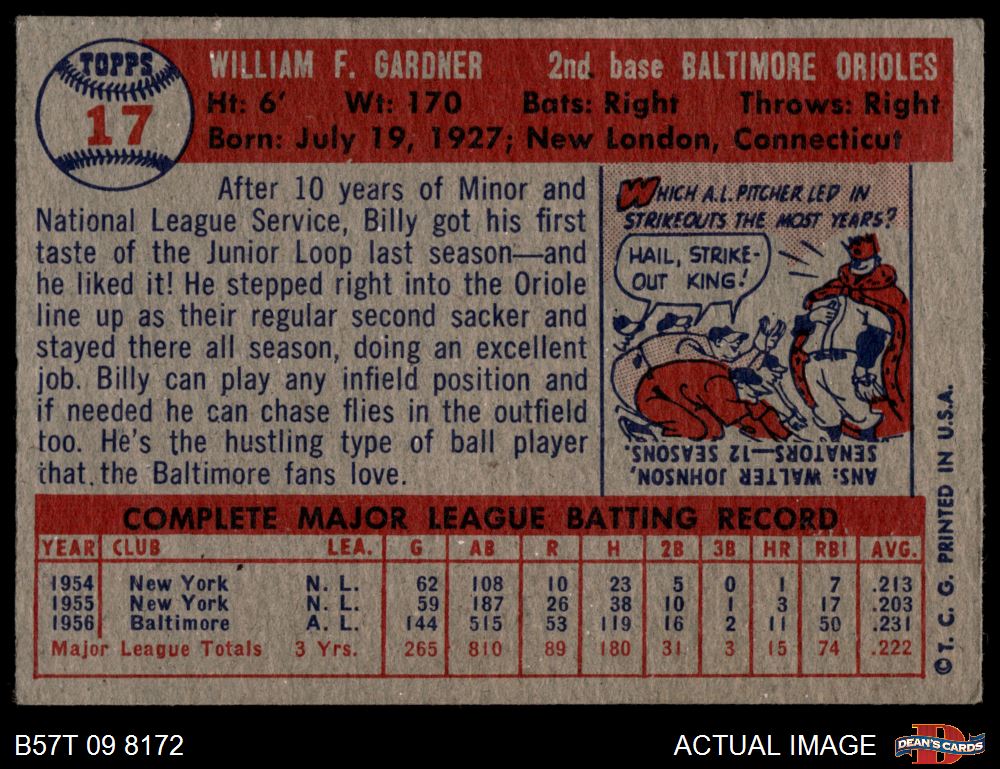 TOPPS
17
WILLIAM F. GARDNER 2nd base BALTIMORE ORIOLES
Ht: 6' Wt: 170 Bats: Right Throws: Right
Born: July 19, 1927; New London, Connecticut
After 10 years of Minor and
National League Service, Billy got his first
taste of the Junior Loop last season—and
he liked it! He stepped right into the Oriole
line up as their regular second sacker and
stayed there all season, doing an excellent
job. Billy can play any infield position and
if needed he can chase flies in the outfield
too. He's the hustling type of ball player
that the Baltimore fans love.
WHICH A.L. PITCHER LED IN
STRIKEOUTS THE MOST YEARS?
HAIL, STRIKE-
OUT KING!
ANS: WALTER JOHNSON,
SENATORS—12 SEASONS.
COMPLETE MAJOR LEAGUE BATTING RECORD
YEAR CLUB LEA. G AB R H 2B 3B HR RBI AVG.
1954 New York N. L. 62 108 10 23 5 0 1 7 .213
1955 New York N. L. 59 187 26 38 10 1 3 17 .203
1956 Baltimore A. L. 144 515 53 119 16 2 11 50 .231
Major League Totals 3 Yrs. 265 810 89 180 31 3 15 74 .222
© T. C. G. PRINTED IN U.S.A.
B57T 09 8172
ACTUAL IMAGE
D
DEAN'S CARDS